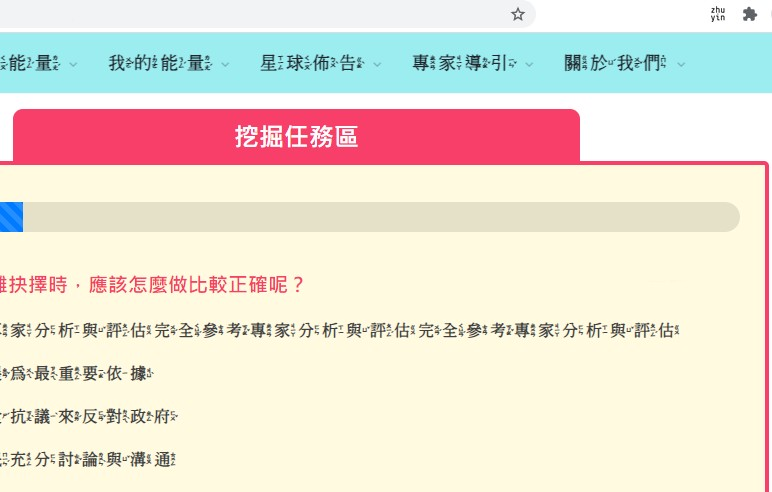 zhu
yin
能量 我的能量 星球佈告 專家導引 關於我們
挖掘任務區
抉擇時，應該怎麼做比較正確呢？
家分析與評估完全參考專家分析與評估完全參考專家分析與評估
為最重要依據
抗議來反對政府
充分討論與溝通